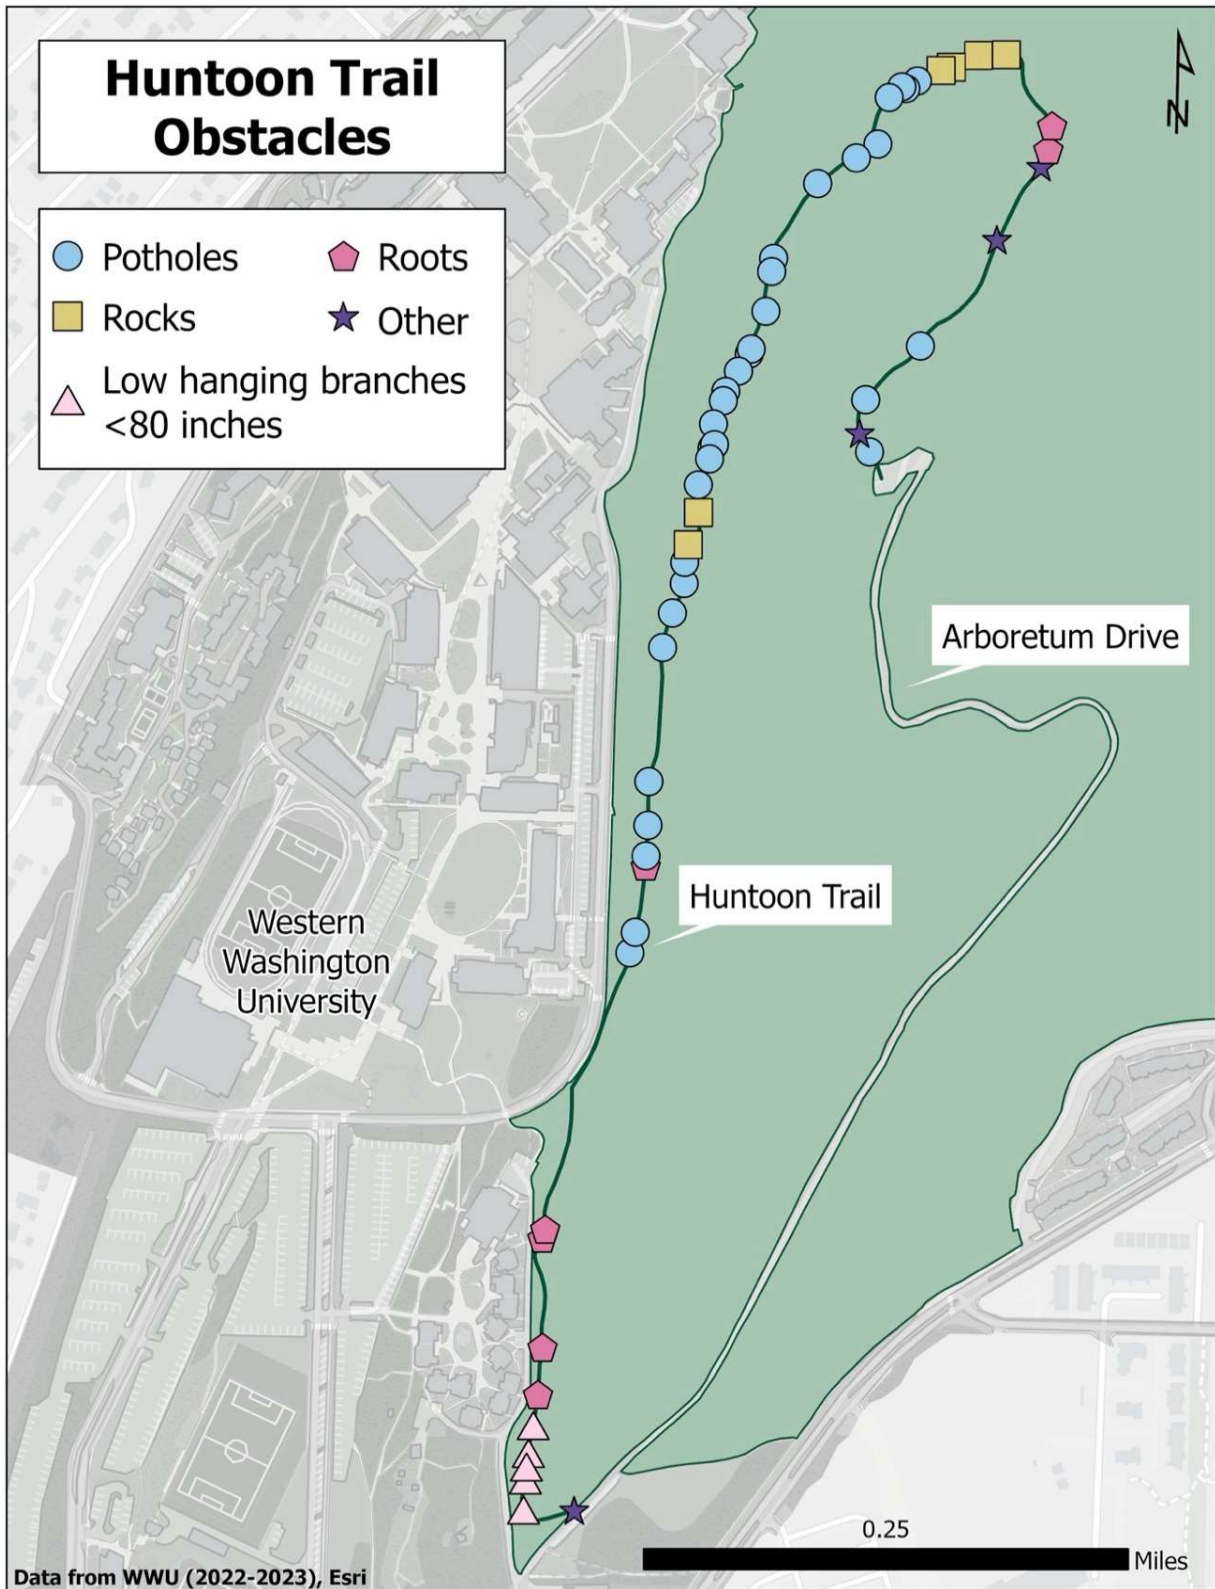 Huntoon Trail
Obstacles
Potholes
Roots
Rocks
Other
Low hanging branches
<80 inches
N
Arboretum Drive
Huntoon Trail
Western
Washington
University
0.25
Miles
Data from WWU (2022-2023), Esri